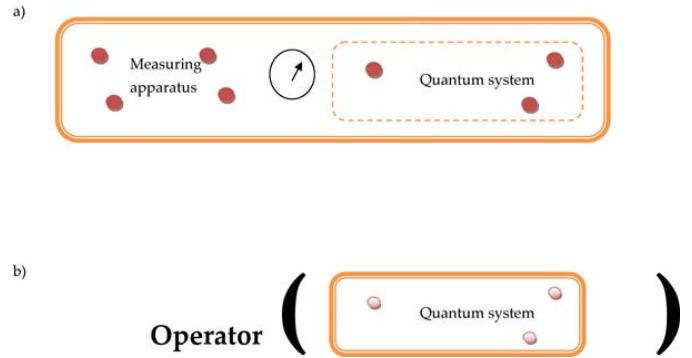 a)
Measuring
apparatus
Quantum system
b)
Operator ( Quantum system )